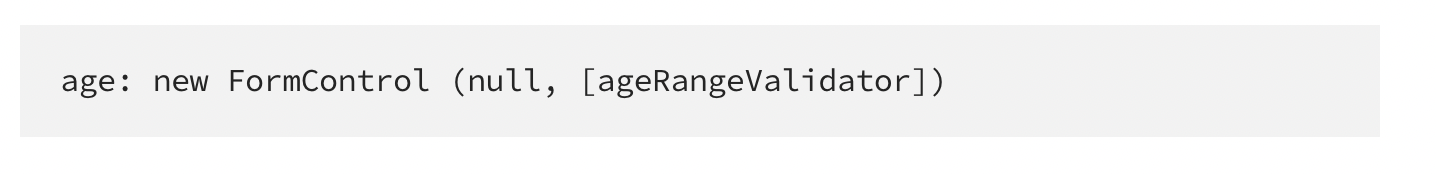 age: new FormControl (null, [ageRangeValidator])